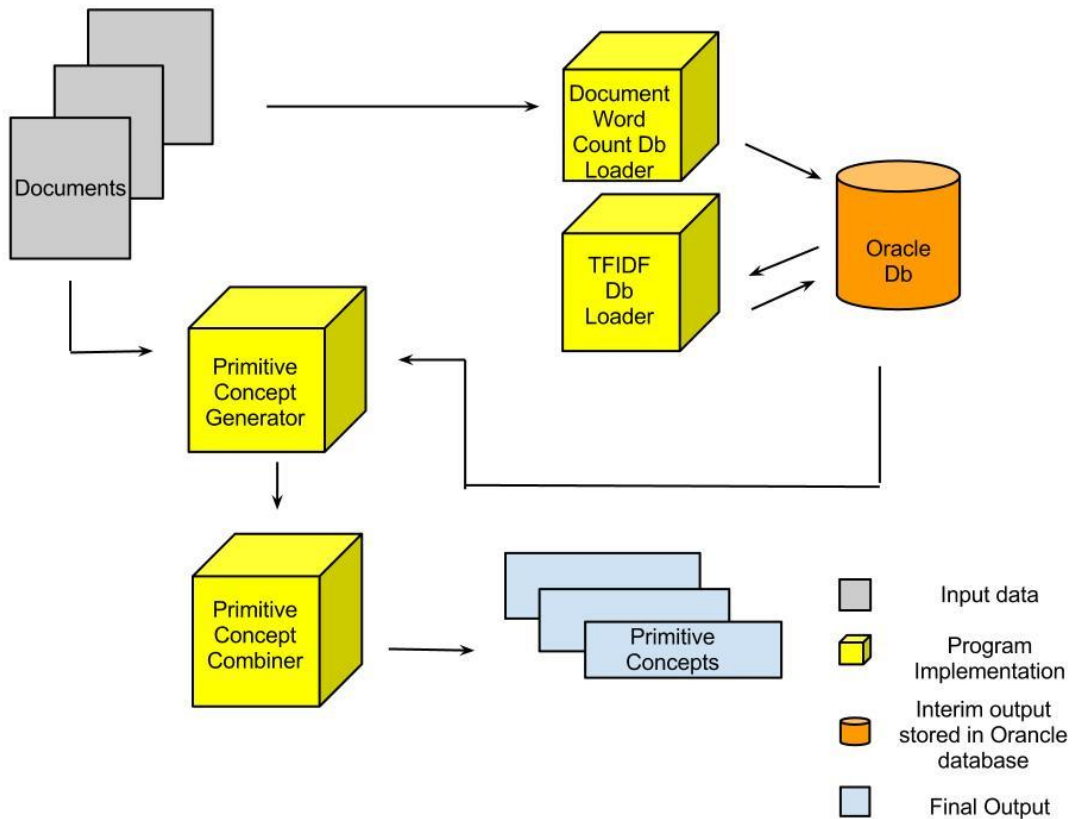 Documents
Document
Word
Count Db
Loader
TFIDF
Db
Loader
Oracle
Db
Primitive
Concept
Generator
Primitive
Concept
Combiner
Primitive
Concepts
Input data
Program
Implementation
Interim output
stored in Orancle
database
Final Output